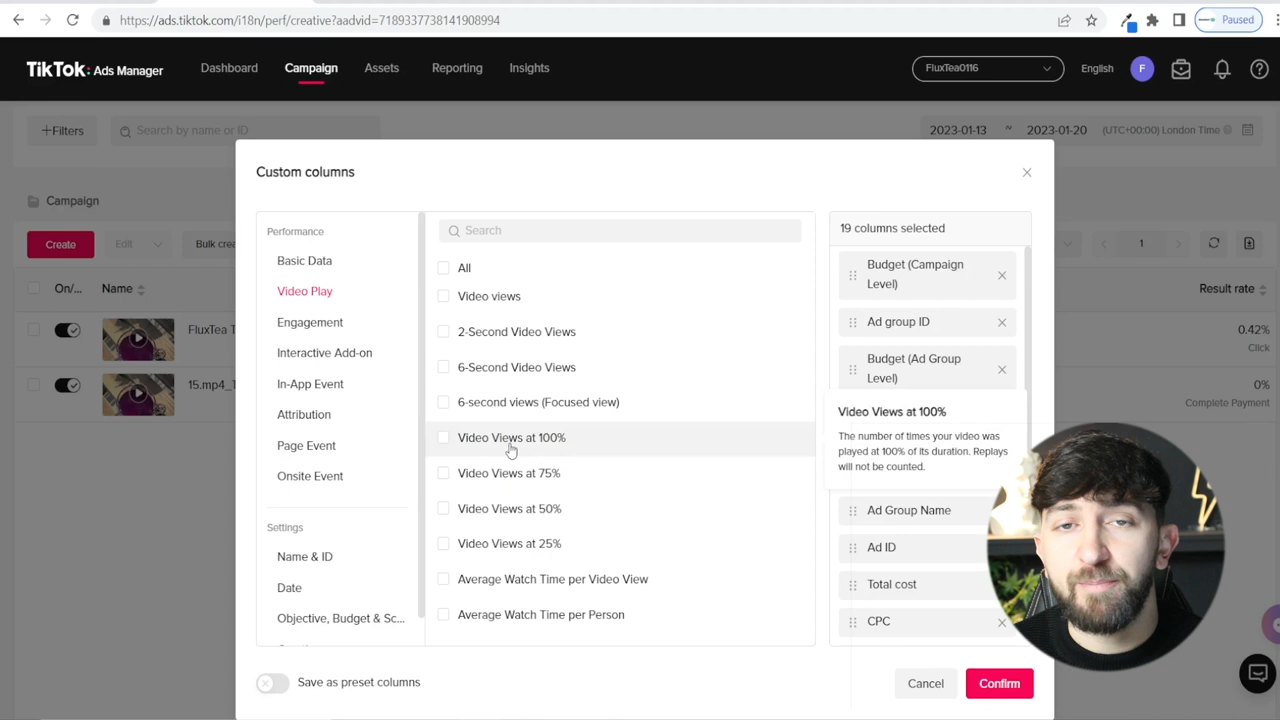 https://ads.tiktok.com/i18n/perf/creative?aadvid=7189337738141908994
Paused
TikTok: Ads Manager
Dashboard
Campaign
Assets
Reporting
Insights
FluxTea0116
English
F
+Filters
Search by name or ID
2023-01-13 ~ 2023-01-20 (UTC+00:00) London Time
Campaign
Create
Edit
Bulk crea
1
On/...
Name
Result rate
FluxTea T
0.42%
Click
15.mp4_T
0%
Complete Payment
Custom columns
Performance
Basic Data
Video Play
Engagement
Interactive Add-on
In-App Event
Attribution
Page Event
Onsite Event
Settings
Name & ID
Date
Objective, Budget & Sc...
Search
All
Video views
2-Second Video Views
6-Second Video Views
6-second views (Focused view)
Video Views at 100%
Video Views at 75%
Video Views at 50%
Video Views at 25%
Average Watch Time per Video View
Average Watch Time per Person
19 columns selected
Budget (Campaign
Level)
Ad group ID
Budget (Ad Group
Level)
Video Views at 100%
The number of times your video was
played at 100% of its duration. Replays
will not be counted.
Ad Group Name
Ad ID
Total cost
CPC
Save as preset columns
Cancel
Confirm